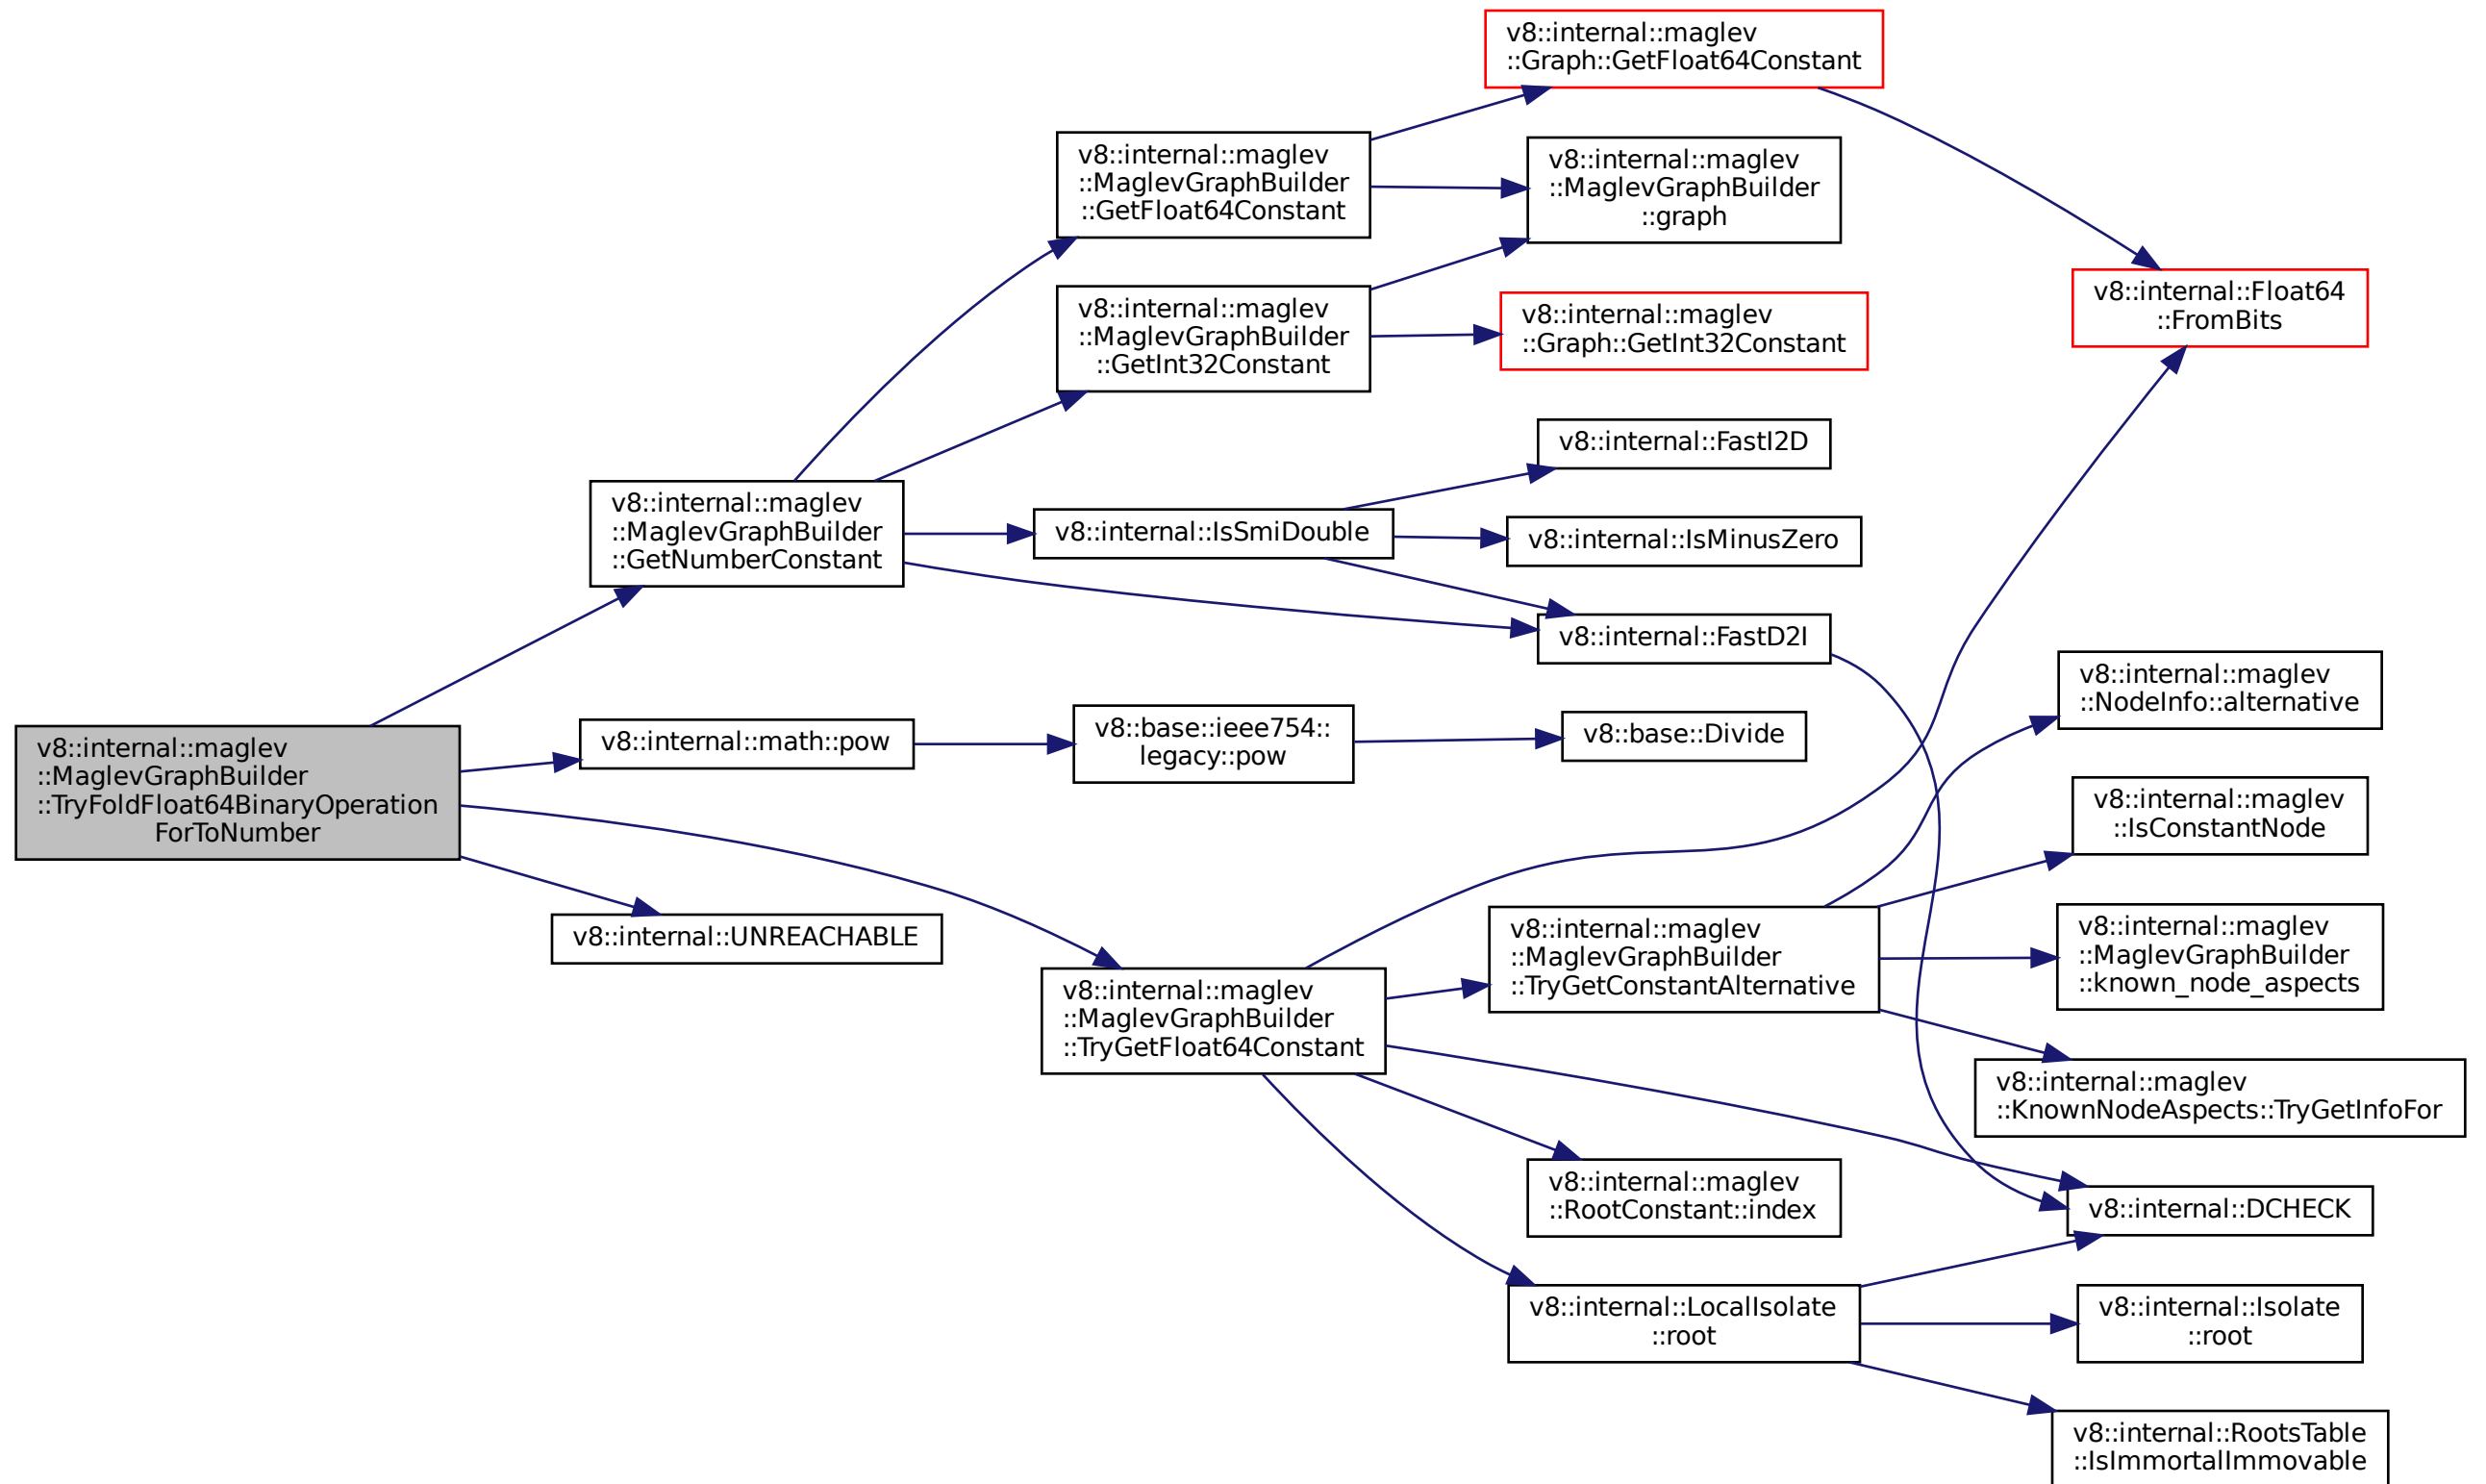 v8::internal::maglev
::Graph::GetFloat64Constant
v8::internal::maglev
::MaglevGraphBuilder
::GetFloat64Constant
v8::internal::maglev
::MaglevGraphBuilder
::graph
v8::internal::Float64
::FromBits
v8::internal::maglev
::MaglevGraphBuilder
::GetInt32Constant
v8::internal::maglev
::Graph::GetInt32Constant
v8::internal::FastI2D
v8::internal::maglev
::MaglevGraphBuilder
::GetNumberConstant
v8::internal::IsSmiDouble
v8::internal::IsMinusZero
v8::internal::FastD2I
v8::internal::maglev
::NodeInfo::alternative
v8::internal::maglev
::MaglevGraphBuilder
::TryFoldFloat64BinaryOperation
ForToNumber
v8::internal::math::pow
v8::base::ieee754::
legacy::pow
v8::base::Divide
v8::internal::maglev
::IsConstantNode
v8::internal::UNREACHABLE
v8::internal::maglev
::MaglevGraphBuilder
::TryGetConstantAlternative
v8::internal::maglev
::MaglevGraphBuilder
::known_node_aspects
v8::internal::maglev
::MaglevGraphBuilder
::TryGetFloat64Constant
v8::internal::maglev
::KnownNodeAspects::TryGetInfoFor
v8::internal::maglev
::RootConstant::index
v8::internal::DCHECK
v8::internal::LocalIsolate
::root
v8::internal::Isolate
::root
v8::internal::RootsTable
::IsImmortalImmovable